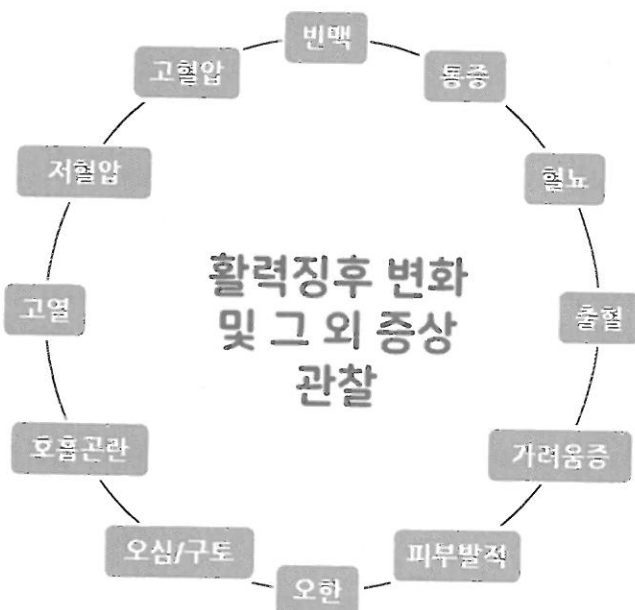 빈맥
통증
혈뇨
출혈
가려움증
피부발적
오한
오심/구토
호흡곤란
고열
저혈압
고혈압
활력징후 변화
및 그 외 증상
관찰